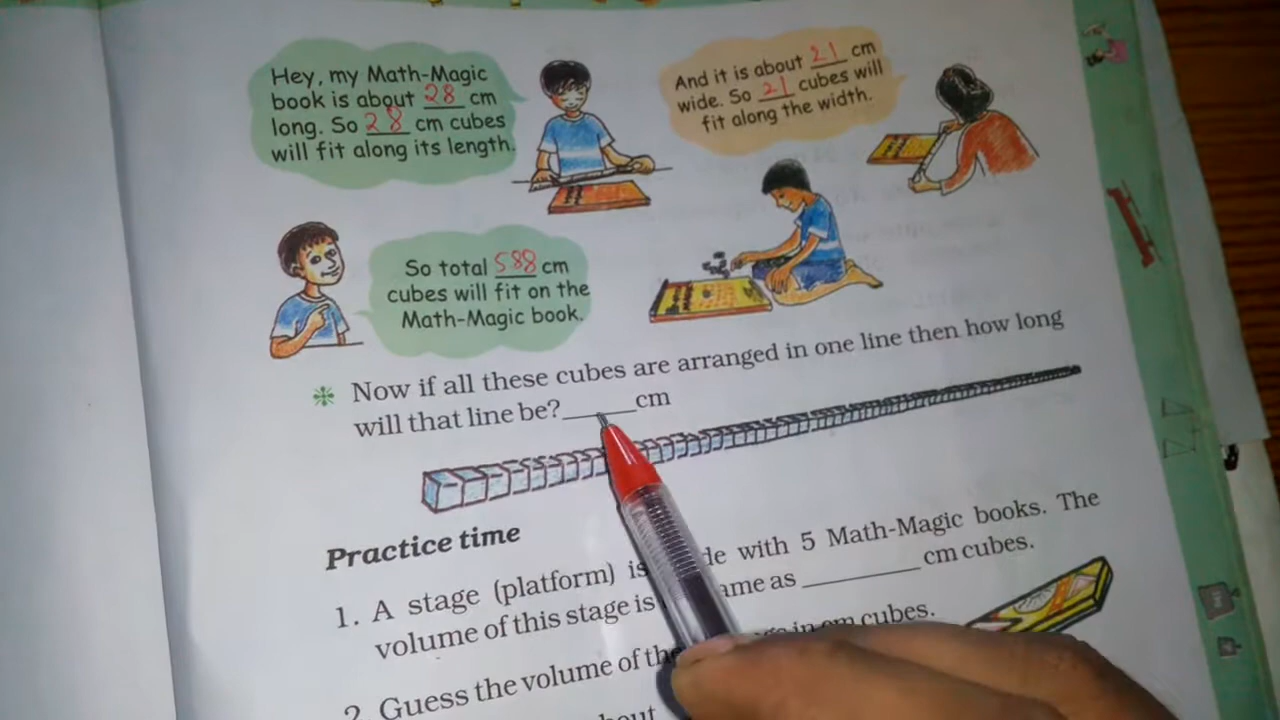 Hey, my Math-Magic
book is about 28 cm
long. So 28 cm cubes
will fit along its length.
And it is about 21 cm
wide. So 21 cubes will
fit along the width.
So total 588 cm
cubes will fit on the
Math-Magic book.
Now if all these cubes are arranged in one line then how long
will that line be? ____ cm
Practice time
1. A stage (platform) is with 5 Math-Magic books. The
volume of this stage is as ________ cm cubes.
2. Guess the volume of the in cm cubes.